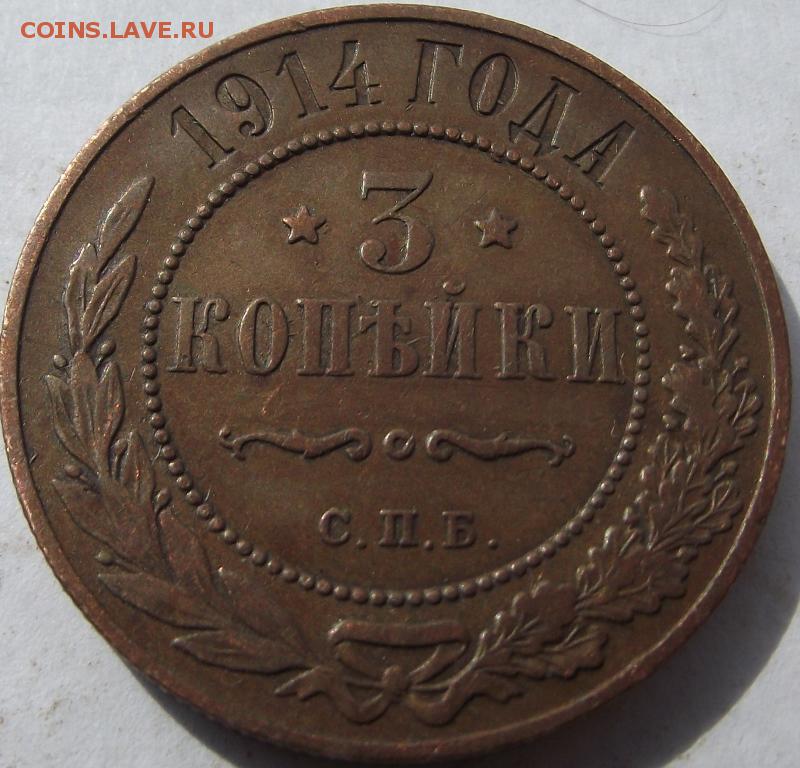 COINS.LAVE.RU
1914 ГОДА
3
КОПѢЙКИ
С.П.Б.